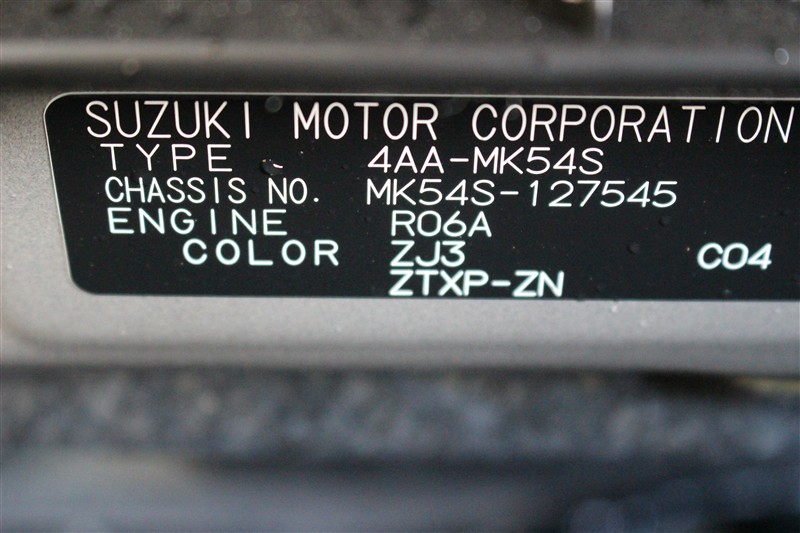 SUZUKI MOTOR CORPORATION
TYPE 4AA-MK54S
CHASSIS NO. MK54S-127545
ENGINE R06A
COLOR ZJ3 C04
ZTXP-ZN